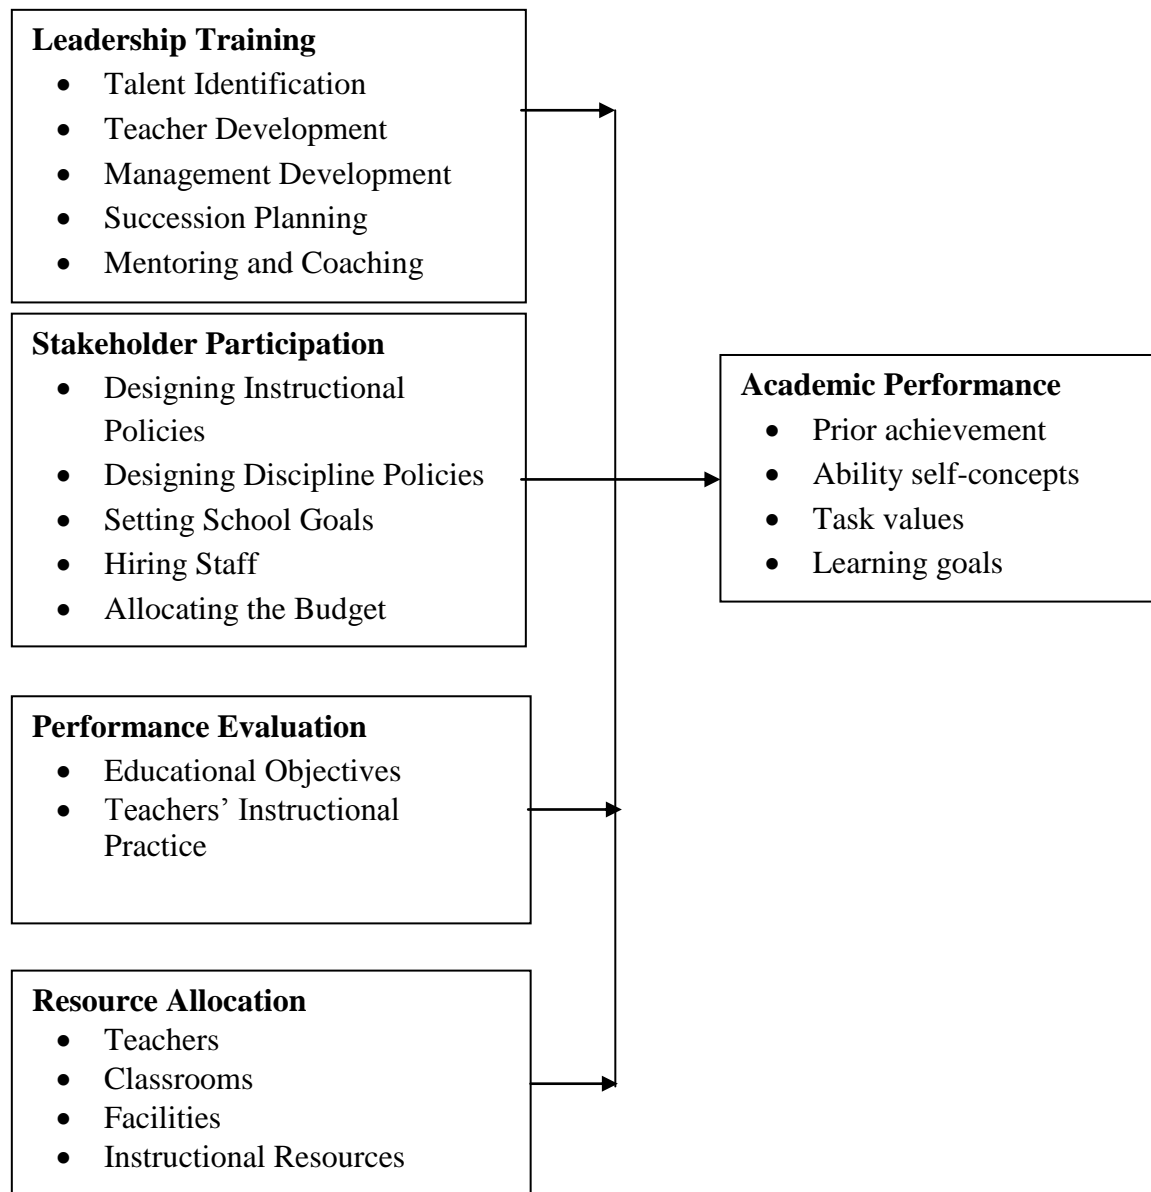 Leadership Training
• Talent Identification
• Teacher Development
• Management Development
• Succession Planning
• Mentoring and Coaching
Stakeholder Participation
• Designing Instructional
Policies
• Designing Discipline Policies
• Setting School Goals
• Hiring Staff
• Allocating the Budget
Academic Performance
• Prior achievement
• Ability self-concepts
• Task values
• Learning goals
Performance Evaluation
• Educational Objectives
• Teachers’ Instructional
Practice
Resource Allocation
• Teachers
• Classrooms
• Facilities
• Instructional Resources